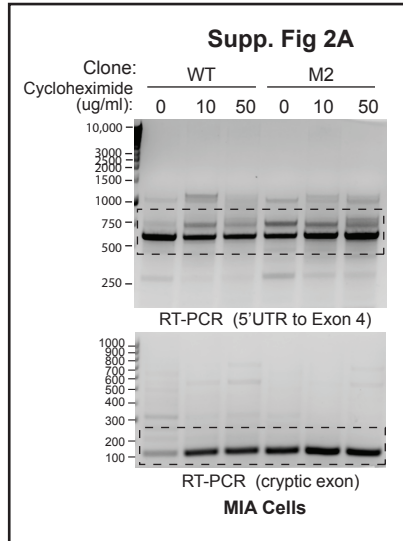 Supp. Fig 2A
Clone: WT M2
Cycloheximide
(ug/ml): 0 10 50 0 10 50
10,000
3000
2500
2000
1500
1000
750
500
250
RT-PCR (5'UTR to Exon 4)
1000
900
800
700
600
500
400
300
200
100
RT-PCR (cryptic exon)
MIA Cells